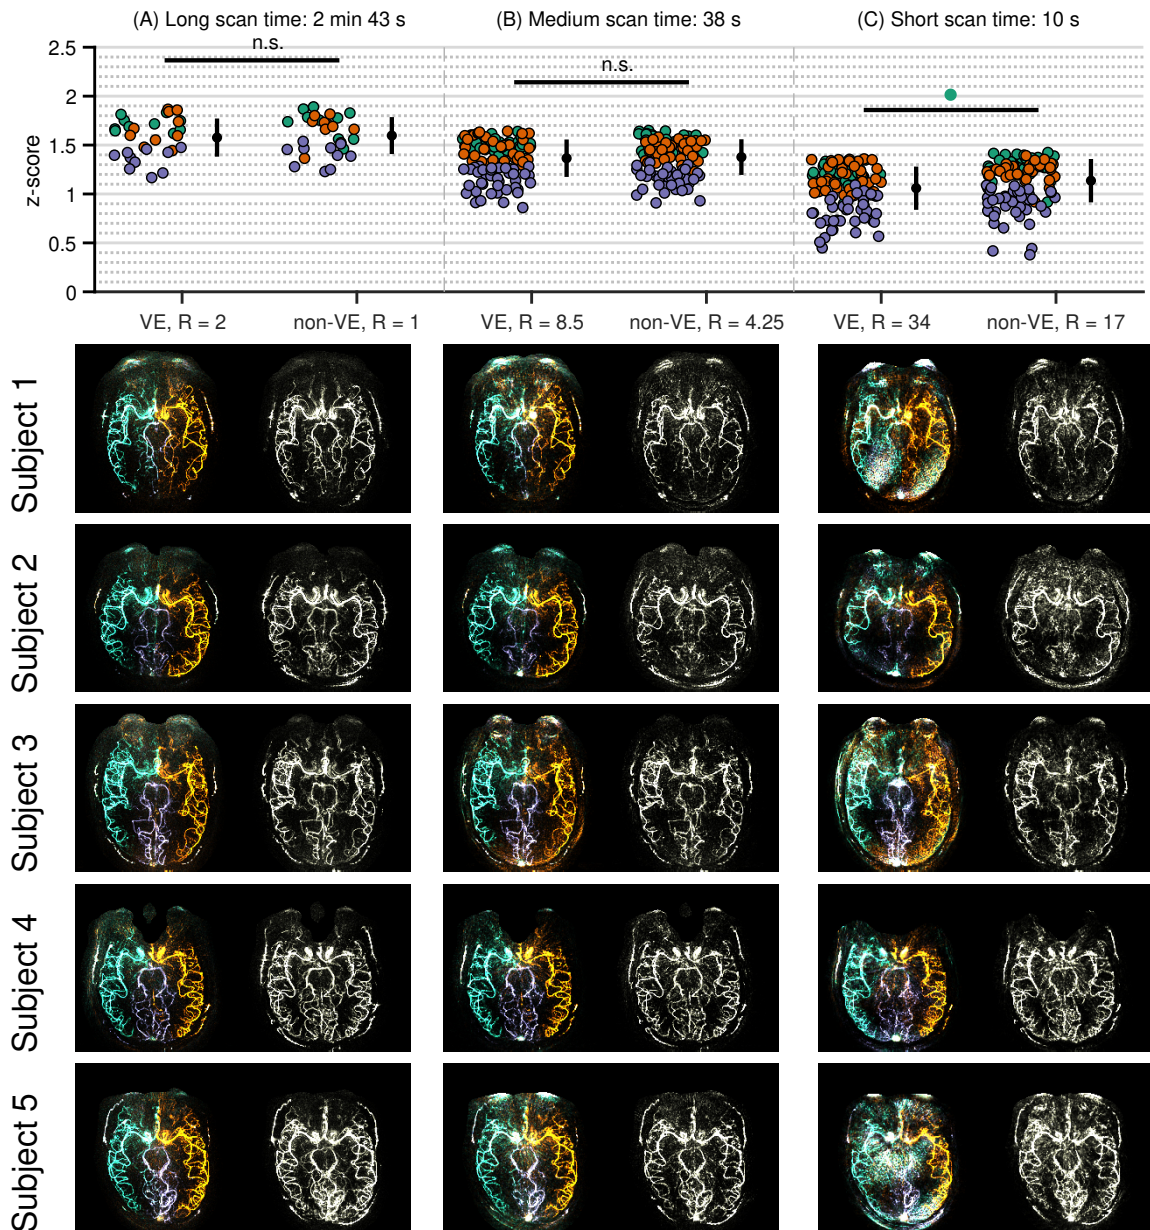 (A) Long scan time: 2 min 43 s
(B) Medium scan time: 38 s
(C) Short scan time: 10 s
n.s.
n.s.
z-score
2.5
2
1.5
1
0.5
0
VE, R = 2
non-VE, R = 1
VE, R = 8.5
non-VE, R = 4.25
VE, R = 34
non-VE, R = 17
Subject 1
Subject 2
Subject 3
Subject 4
Subject 5